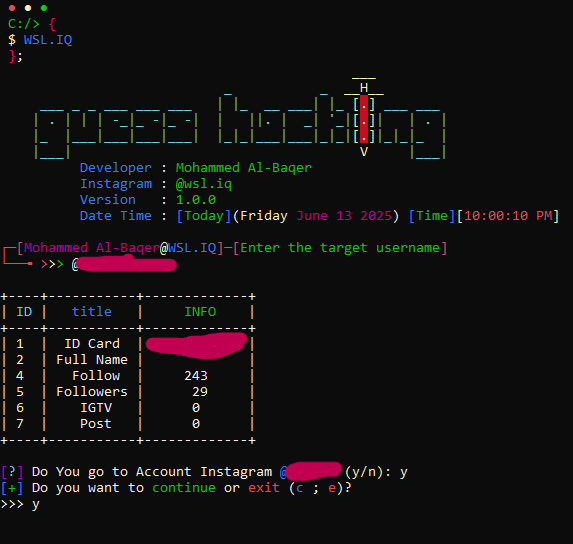 C:/> {
$ WSL.IQ
};
Developer : Mohammed Al-Baqer
Instagram : @wsl.iq
Version : 1.0.0
Date Time : [Today](Friday June 13 2025) [Time][10:00:10 PM]
[Mohammed Al-Baqer@WSL.IQ]-[Enter the target username]
>>> @
| ID | title | INFO |
| 1 | ID Card |
| 2 | Full Name | |
| 4 | Follow | 243 |
| 5 | Followers | 29 |
| 6 | IGTV | 0 |
| 7 | Post | 0 |
[?] Do You go to Account Instagram @ (y/n): y
[+] Do you want to continue or exit (c ; e)?
>>> y